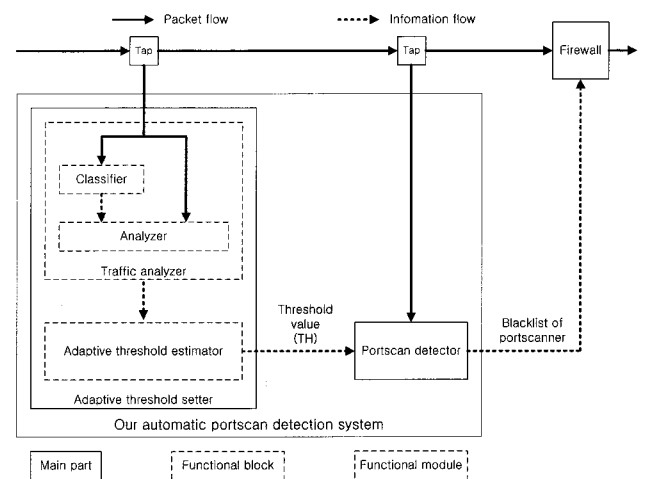 Packet flow
Infomation flow
Tap
Tap
Firewall
Classifier
Analyzer
Traffic analyzer
Threshold
value
(TH)
Blacklist of
portscanner
Adaptive threshold estimator
Portscan detector
Adaptive threshold setter
Our automatic portscan detection system
Main part
Functional block
Functional module